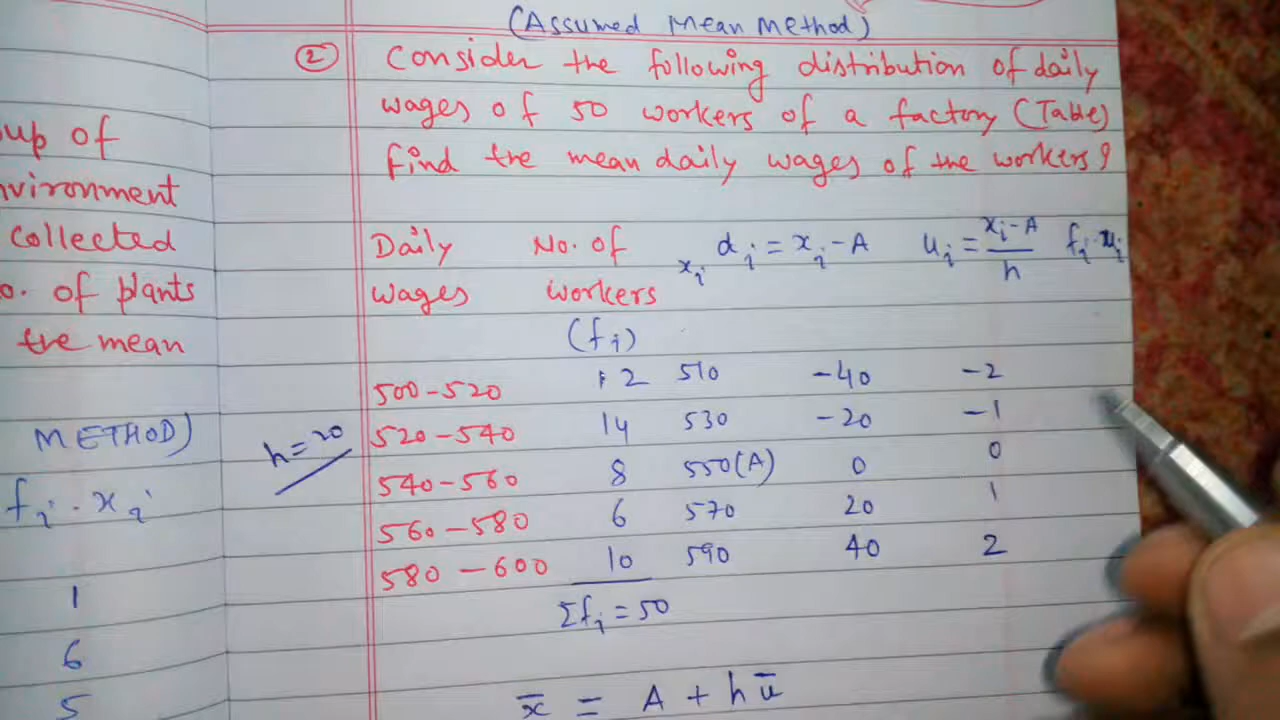 (Assumed Mean Method)
② Consider the following distribution of daily
wages of 50 workers of a factory (Table)
Find the mean daily wages of the workers?
Daily No. of xᵢ dᵢ = xᵢ - A uᵢ = (xᵢ - A)/h fᵢ·uᵢ
wages workers
(fᵢ)
500-520 12 510 -40 -2
520-540 14 530 -20 -1
540-560 8 550(A) 0 0
560-580 6 570 20 1
580-600 10 590 40 2
h=20
Σfᵢ = 50
x̄ = A + hū
up of
nvironment
collected
o. of plants
the mean
METHOD)
fᵢ · xᵢ
1
6
5